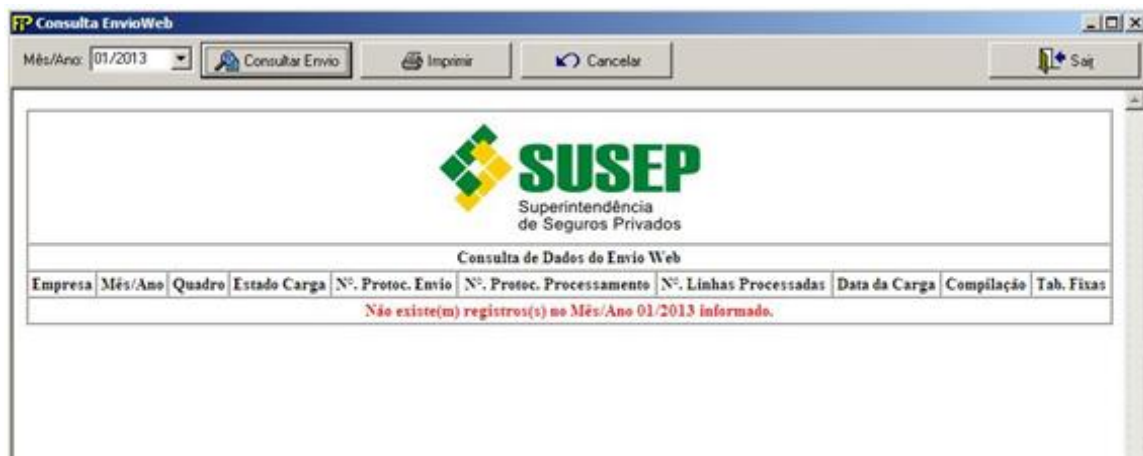 FIP Consulta EnvioWeb
Mês/Ano: 01/2013 Consultar Envio Imprimir Cancelar Sair
SUSEP
Superintendência
de Seguros Privados
Consulta de Dados do Envio Web
Empresa Mês/Ano Quadro Estado Carga Nº. Protoc. Envio Nº. Protoc. Processamento Nº. Linhas Processadas Data da Carga Compilação Tab. Fixas
Não existe(m) registros(s) no Mês/Ano 01/2013 informado.